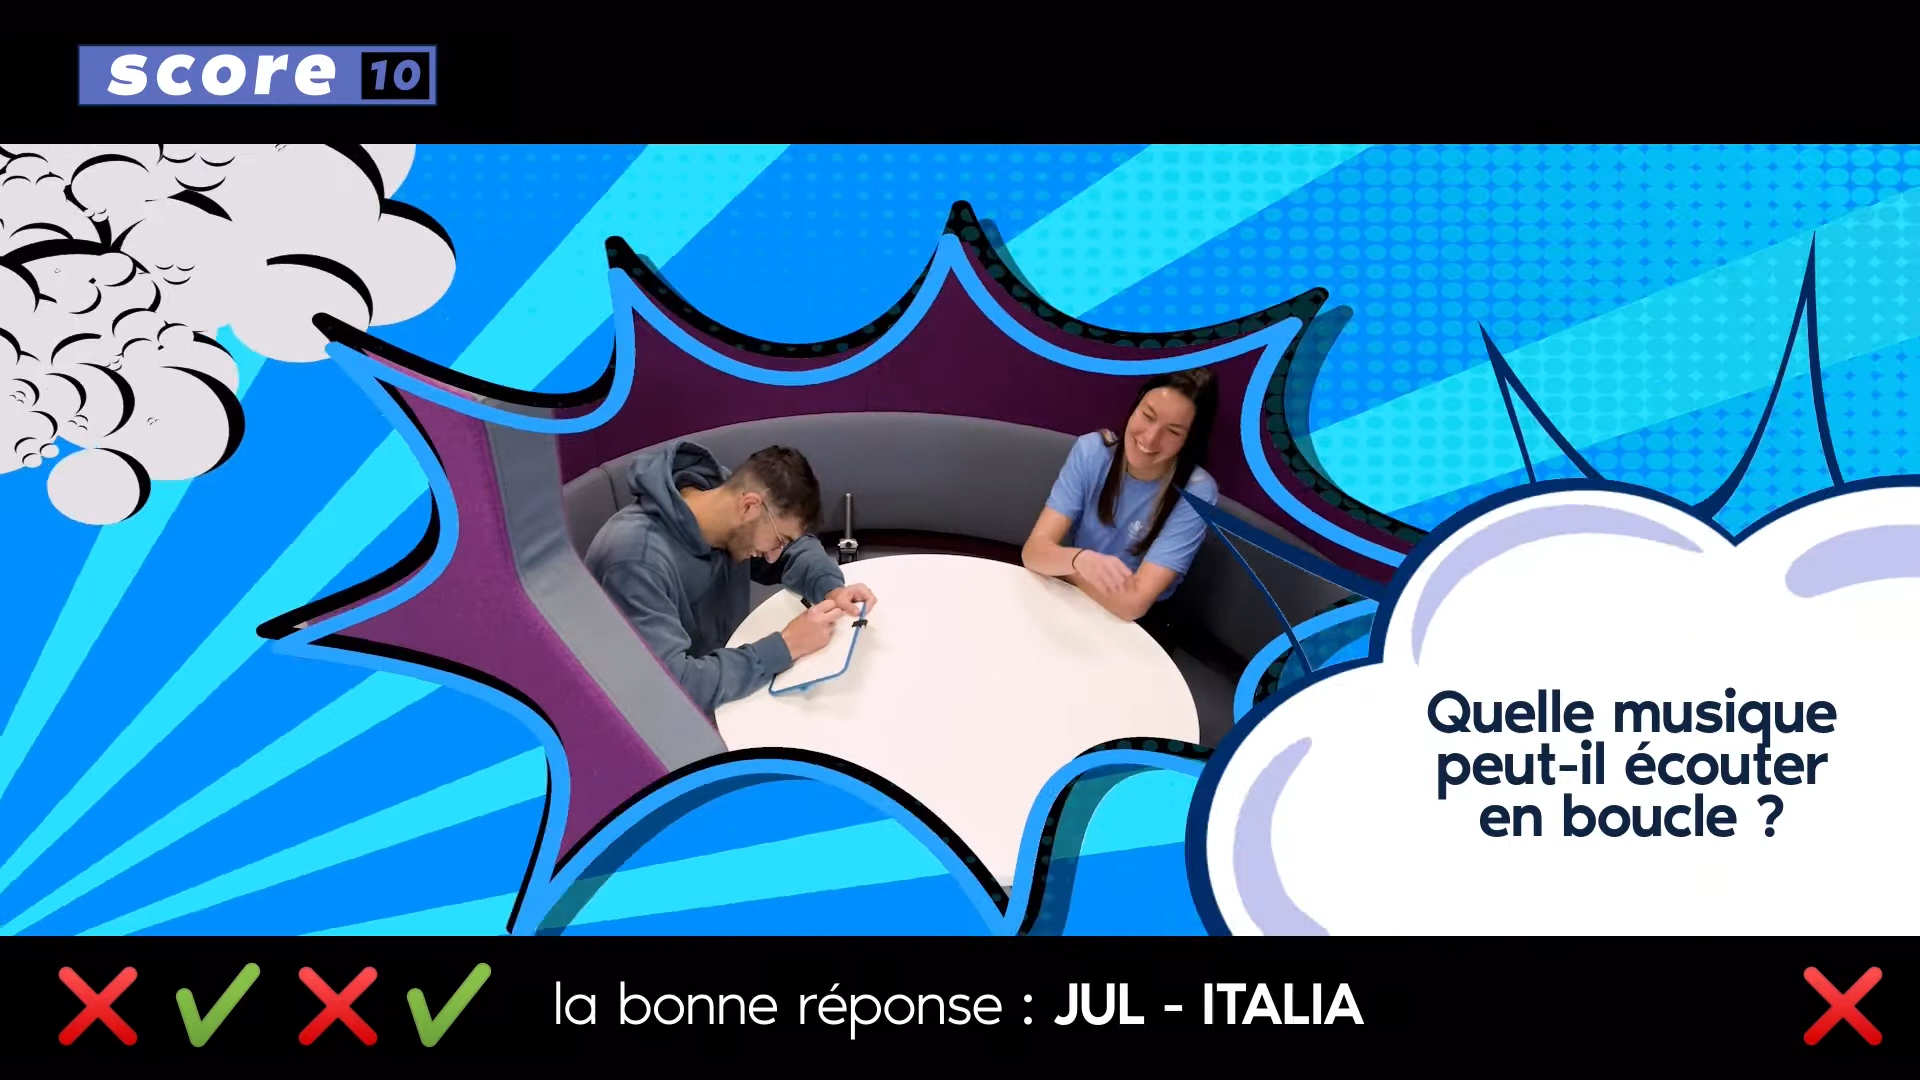 score 10
Quelle musique
peut-il écouter
en boucle ?
la bonne réponse : JUL - ITALIA